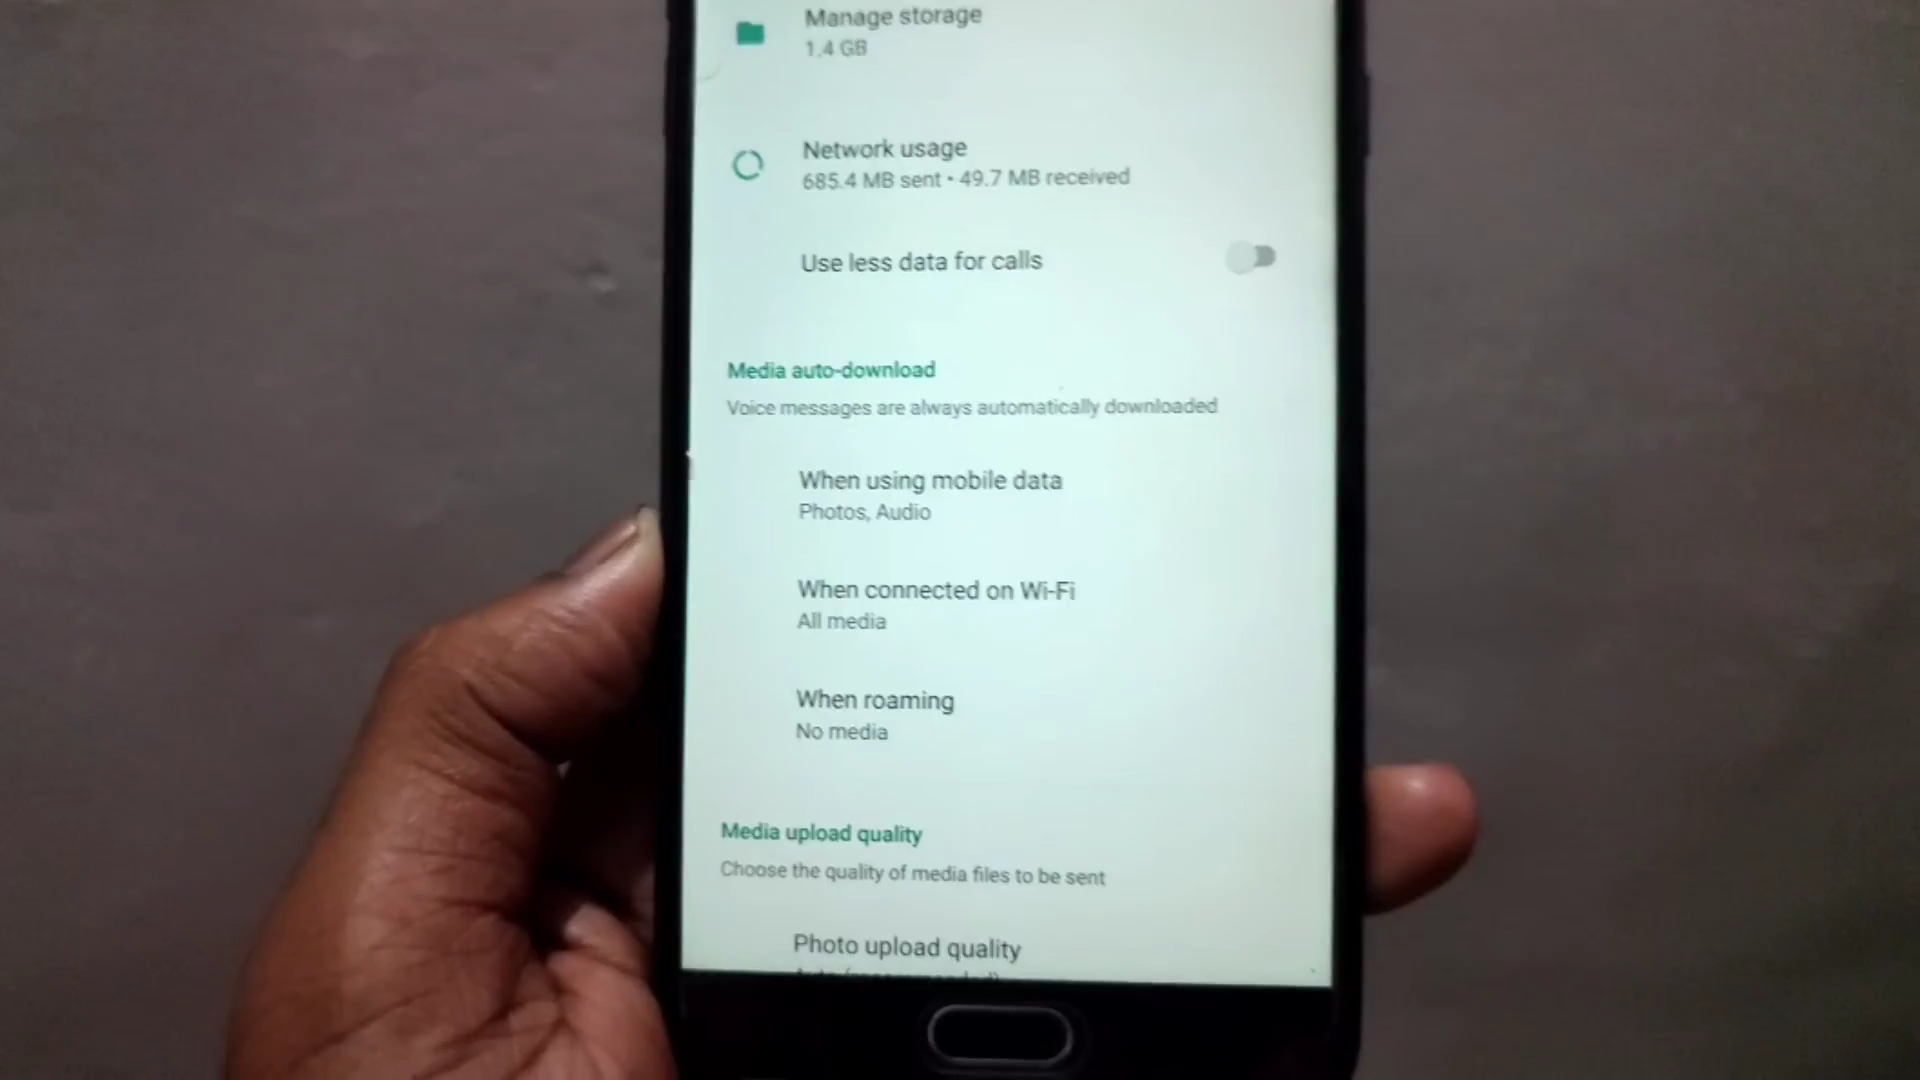 Manage storage
1.4 GB
Network usage
685.4 MB sent • 49.7 MB received
Use less data for calls
Media auto-download
Voice messages are always automatically downloaded
When using mobile data
Photos, Audio
When connected on Wi-Fi
All media
When roaming
No media
Media upload quality
Choose the quality of media files to be sent
Photo upload quality